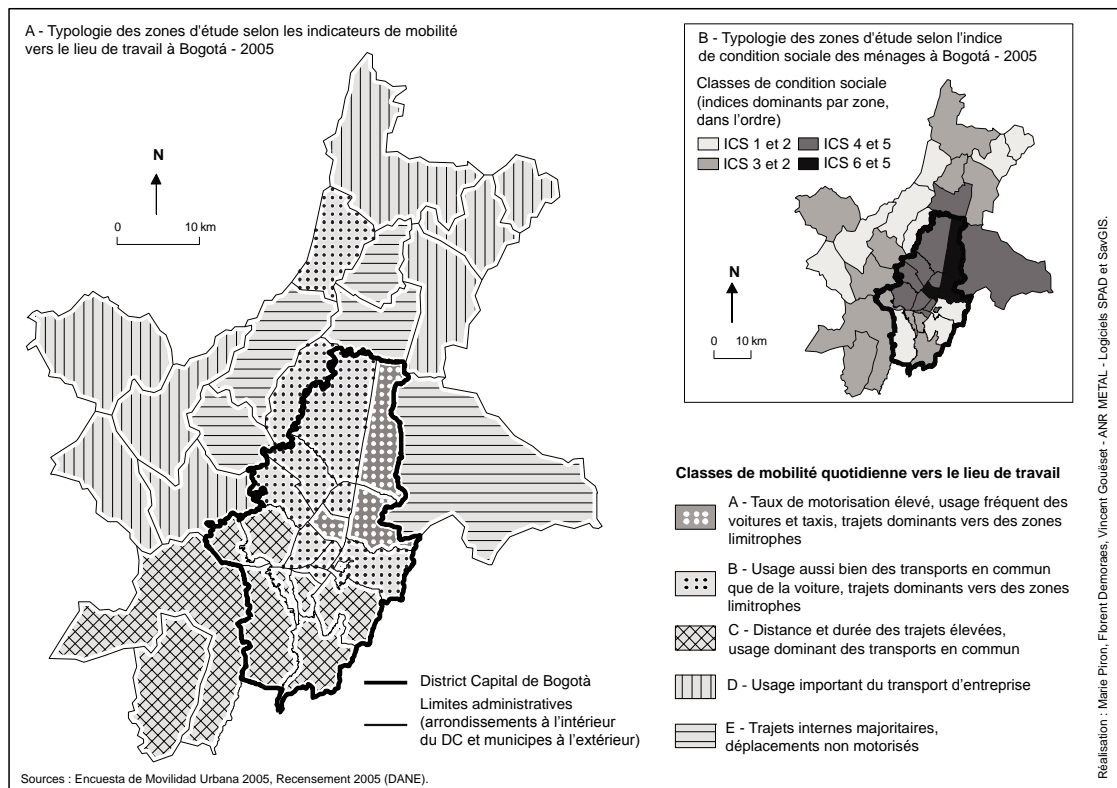 A - Typologie des zones d'étude selon les indicateurs de mobilité
vers le lieu de travail à Bogotá - 2005
N
0 10 km
B - Typologie des zones d'étude selon l'indice
de condition sociale des ménages à Bogotá - 2005
Classes de condition sociale
(indices dominants par zone,
dans l'ordre)
ICS 1 et 2
ICS 4 et 5
ICS 3 et 2
ICS 6 et 5
N
0 10 km
Classes de mobilité quotidienne vers le lieu de travail
A - Taux de motorisation élevé, usage fréquent des
voitures et taxis, trajets dominants vers des zones
limitrophes
B - Usage aussi bien des transports en commun
que de la voiture, trajets dominants vers des zones
limitrophes
C - Distance et durée des trajets élevées,
usage dominant des transports en commun
D - Usage important du transport d'entreprise
E - Trajets internes majoritaires,
déplacements non motorisés
District Capital de Bogotà
Limites administratives
(arrondissements à l'intérieur
du DC et municipes à l'extérieur)
Sources : Encuesta de Movilidad Urbana 2005, Recensement 2005 (DANE).
Réalisation : Marie Piron, Florent Demoraes, Vincent Gouëset - ANR METAL - Logiciels SPAD et SavGIS.